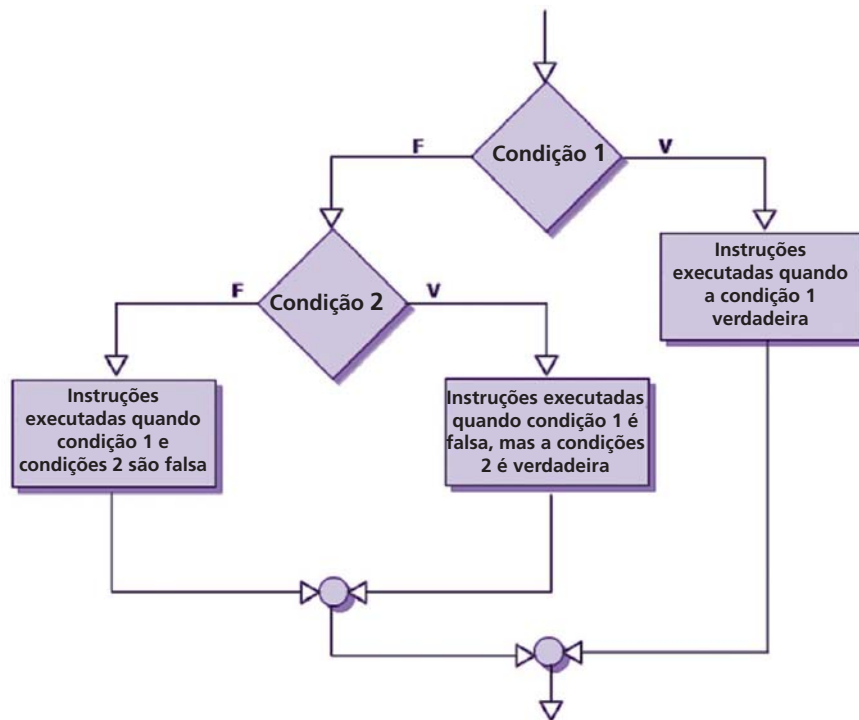 Condição 1
F
V
Instruções
executadas quando
a condição 1
verdadeira
Condição 2
F
V
Instruções
executadas quando
condição 1 e
condições 2 são falsa
Instruções executadas
quando condição 1 é
falsa, mas a condições
2 é verdadeira